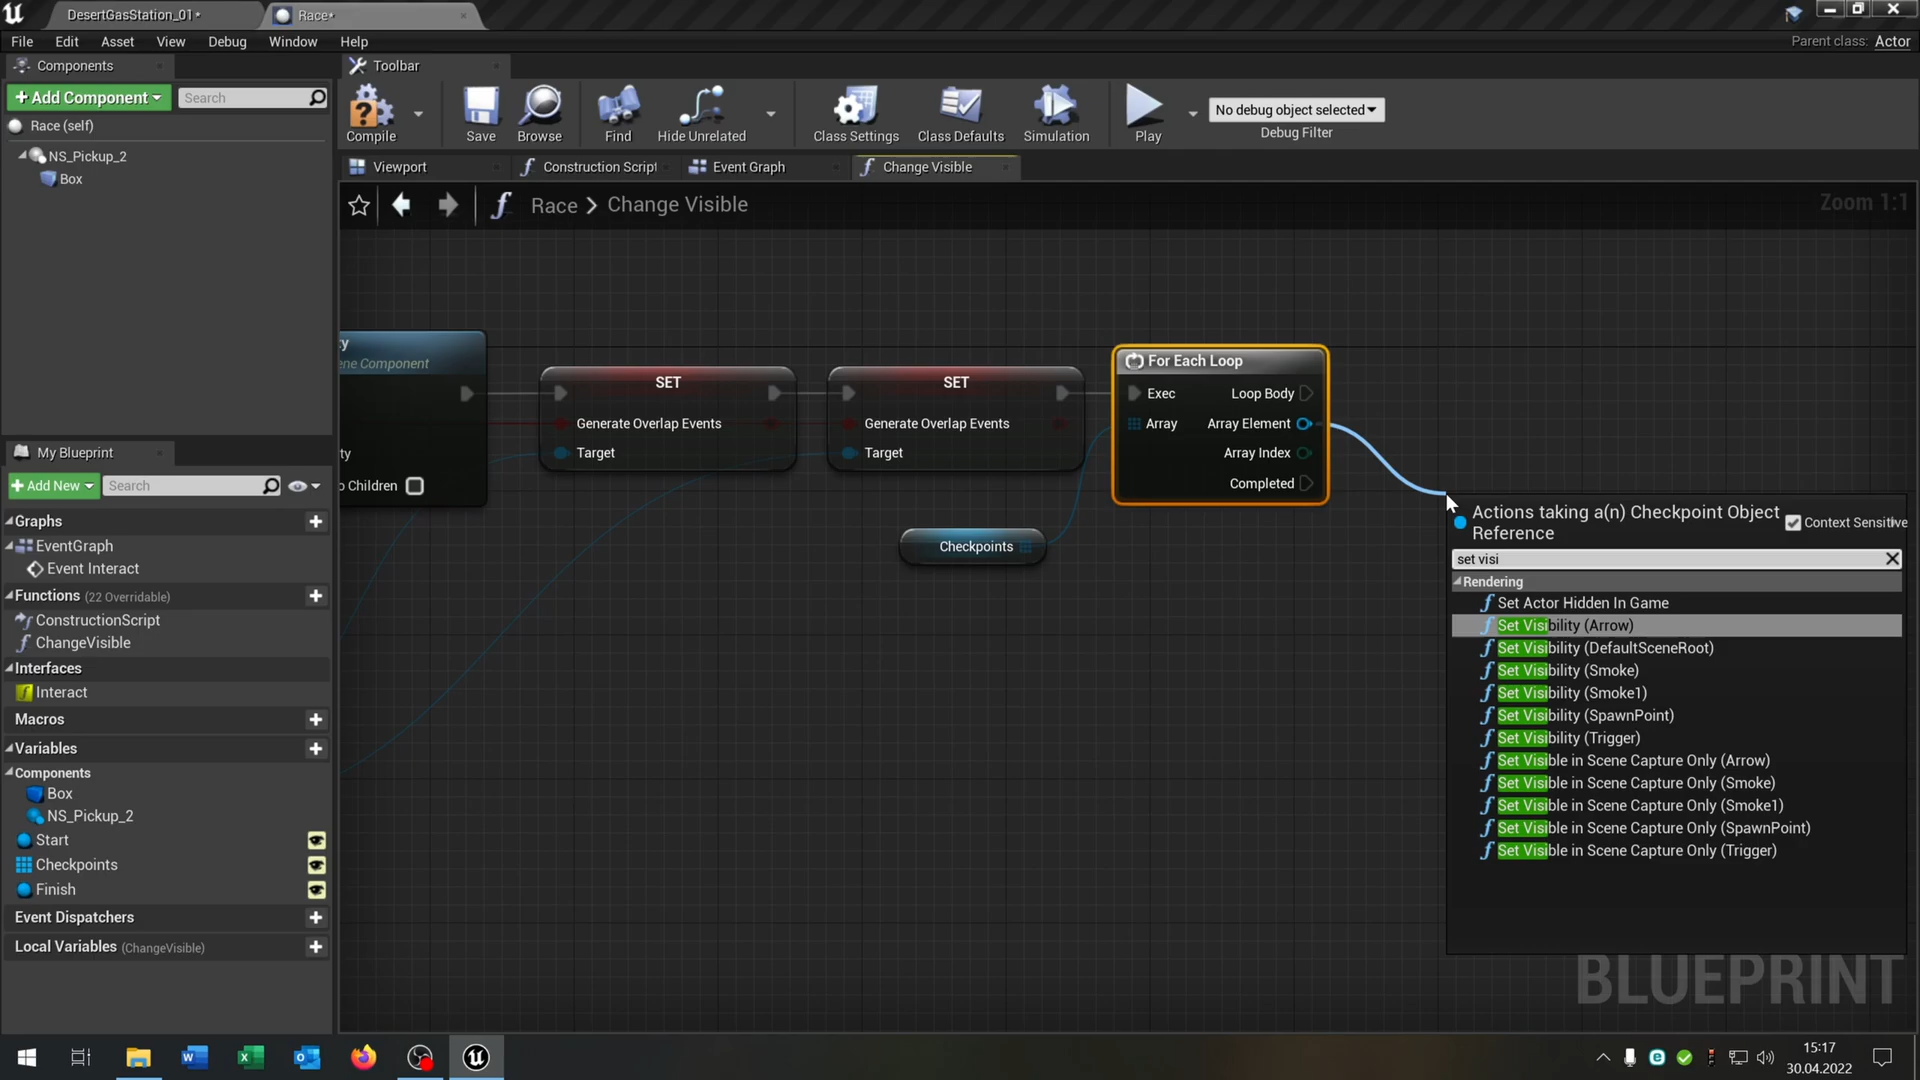 DesertGasStation_01*
Race*
File
Edit
Asset
View
Debug
Window
Help
Parent class: Actor
Components
Toolbar
+ Add Component
Search
Race (self)
NS_Pickup_2
Box
Compile
Save
Browse
Find
Hide Unrelated
Class Settings
Class Defaults
Simulation
Play
No debug object selected
Debug Filter
Viewport
Construction Script
Event Graph
Change Visible
Race > Change Visible
Zoom 1:1
ty
ene Component
ty
o Children
SET
Generate Overlap Events
Target
SET
Generate Overlap Events
Target
For Each Loop
Exec
Loop Body
Array
Array Element
Array Index
Completed
Checkpoints
Actions taking a(n) Checkpoint Object
Reference
Context Sensitive
set visi
Rendering
Set Actor Hidden In Game
Set Visibility (Arrow)
Set Visibility (DefaultSceneRoot)
Set Visibility (Smoke)
Set Visibility (Smoke1)
Set Visibility (SpawnPoint)
Set Visibility (Trigger)
Set Visible in Scene Capture Only (Arrow)
Set Visible in Scene Capture Only (Smoke)
Set Visible in Scene Capture Only (Smoke1)
Set Visible in Scene Capture Only (SpawnPoint)
Set Visible in Scene Capture Only (Trigger)
BLUEPRINT
My Blueprint
+ Add New
Search
Graphs
EventGraph
Event Interact
Functions (22 Overridable)
ConstructionScript
ChangeVisible
Interfaces
Interact
Macros
Variables
Components
Box
NS_Pickup_2
Start
Checkpoints
Finish
Event Dispatchers
Local Variables (ChangeVisible)
15:17
30.04.2022